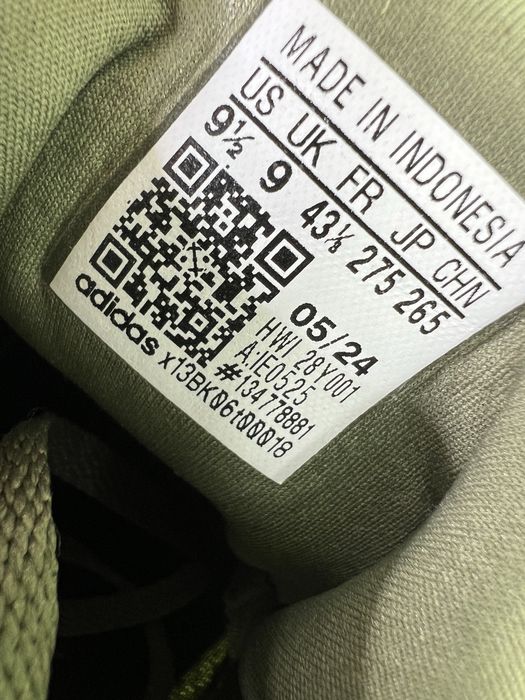 MADE IN INDONESIA
US UK FR JP CHN
9½ 9 43⅓ 275 265
05/24
HWI 28Y001
A:IE0525
#134778881
adidas x13BK06t00018